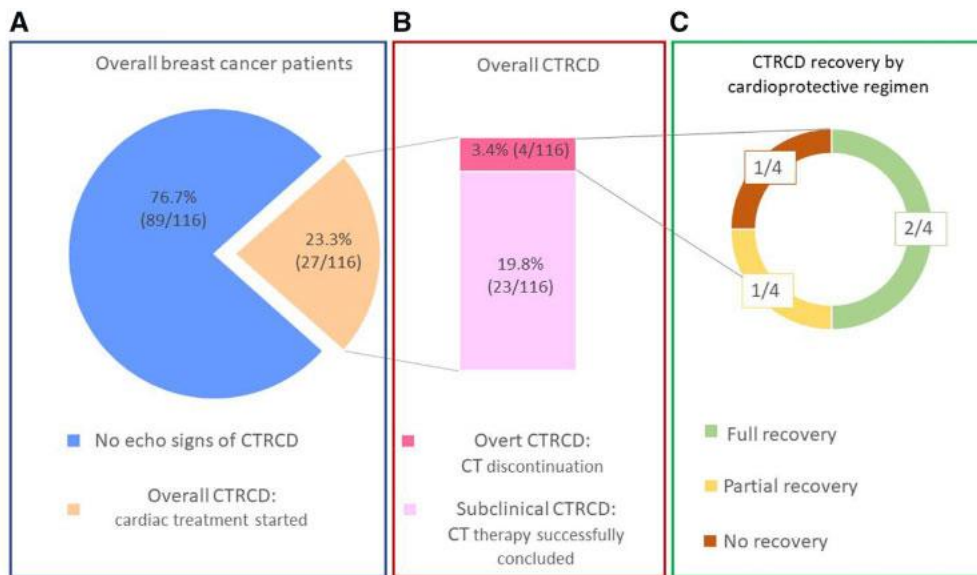 A
Overall breast cancer patients
76.7%
(89/116)
23.3%
(27/116)
No echo signs of CTRCD
Overall CTRCD:
cardiac treatment started
B
Overall CTRCD
3.4% (4/116)
19.8%
(23/116)
Overt CTRCD:
CT discontinuation
Subclinical CTRCD:
CT therapy successfully
concluded
C
CTRCD recovery by
cardioprotective regimen
1/4
2/4
1/4
Full recovery
Partial recovery
No recovery